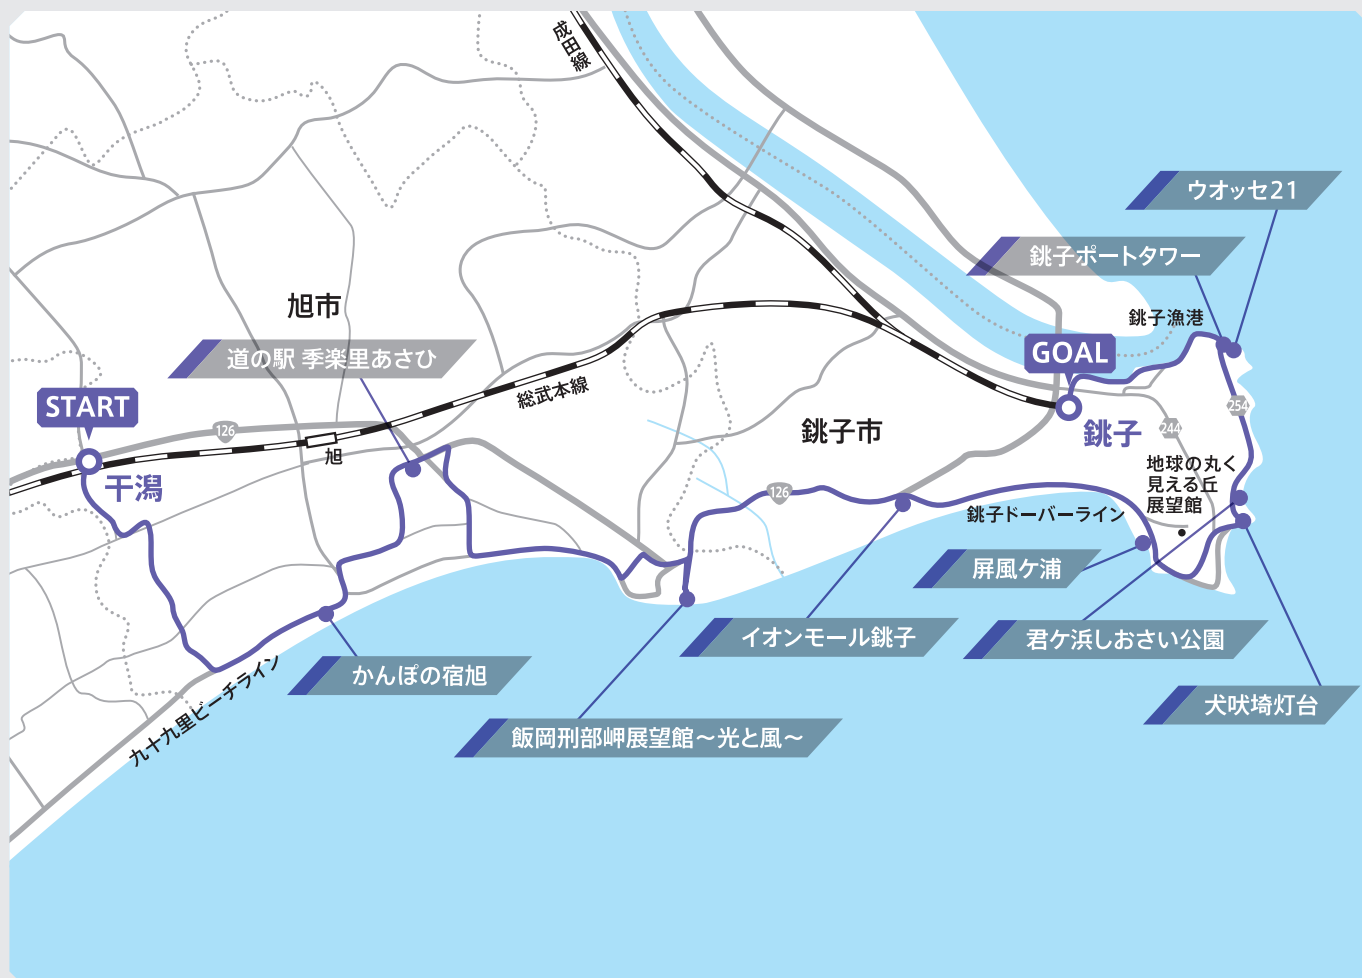 成田線
ウオッセ21
銚子ポートタワー
銚子漁港
旭市
道の駅 季楽里あさひ
GOAL
START
総武本線
126
旭
254
244
銚子市
銚子
地球の丸く
見える丘
展望館
干潟
126
銚子ドーバーライン
屏風ケ浦
イオンモール銚子
君ケ浜しおさい公園
かんぽの宿旭
九十九里ビーチライン
犬吠埼灯台
飯岡刑部岬展望館～光と風～